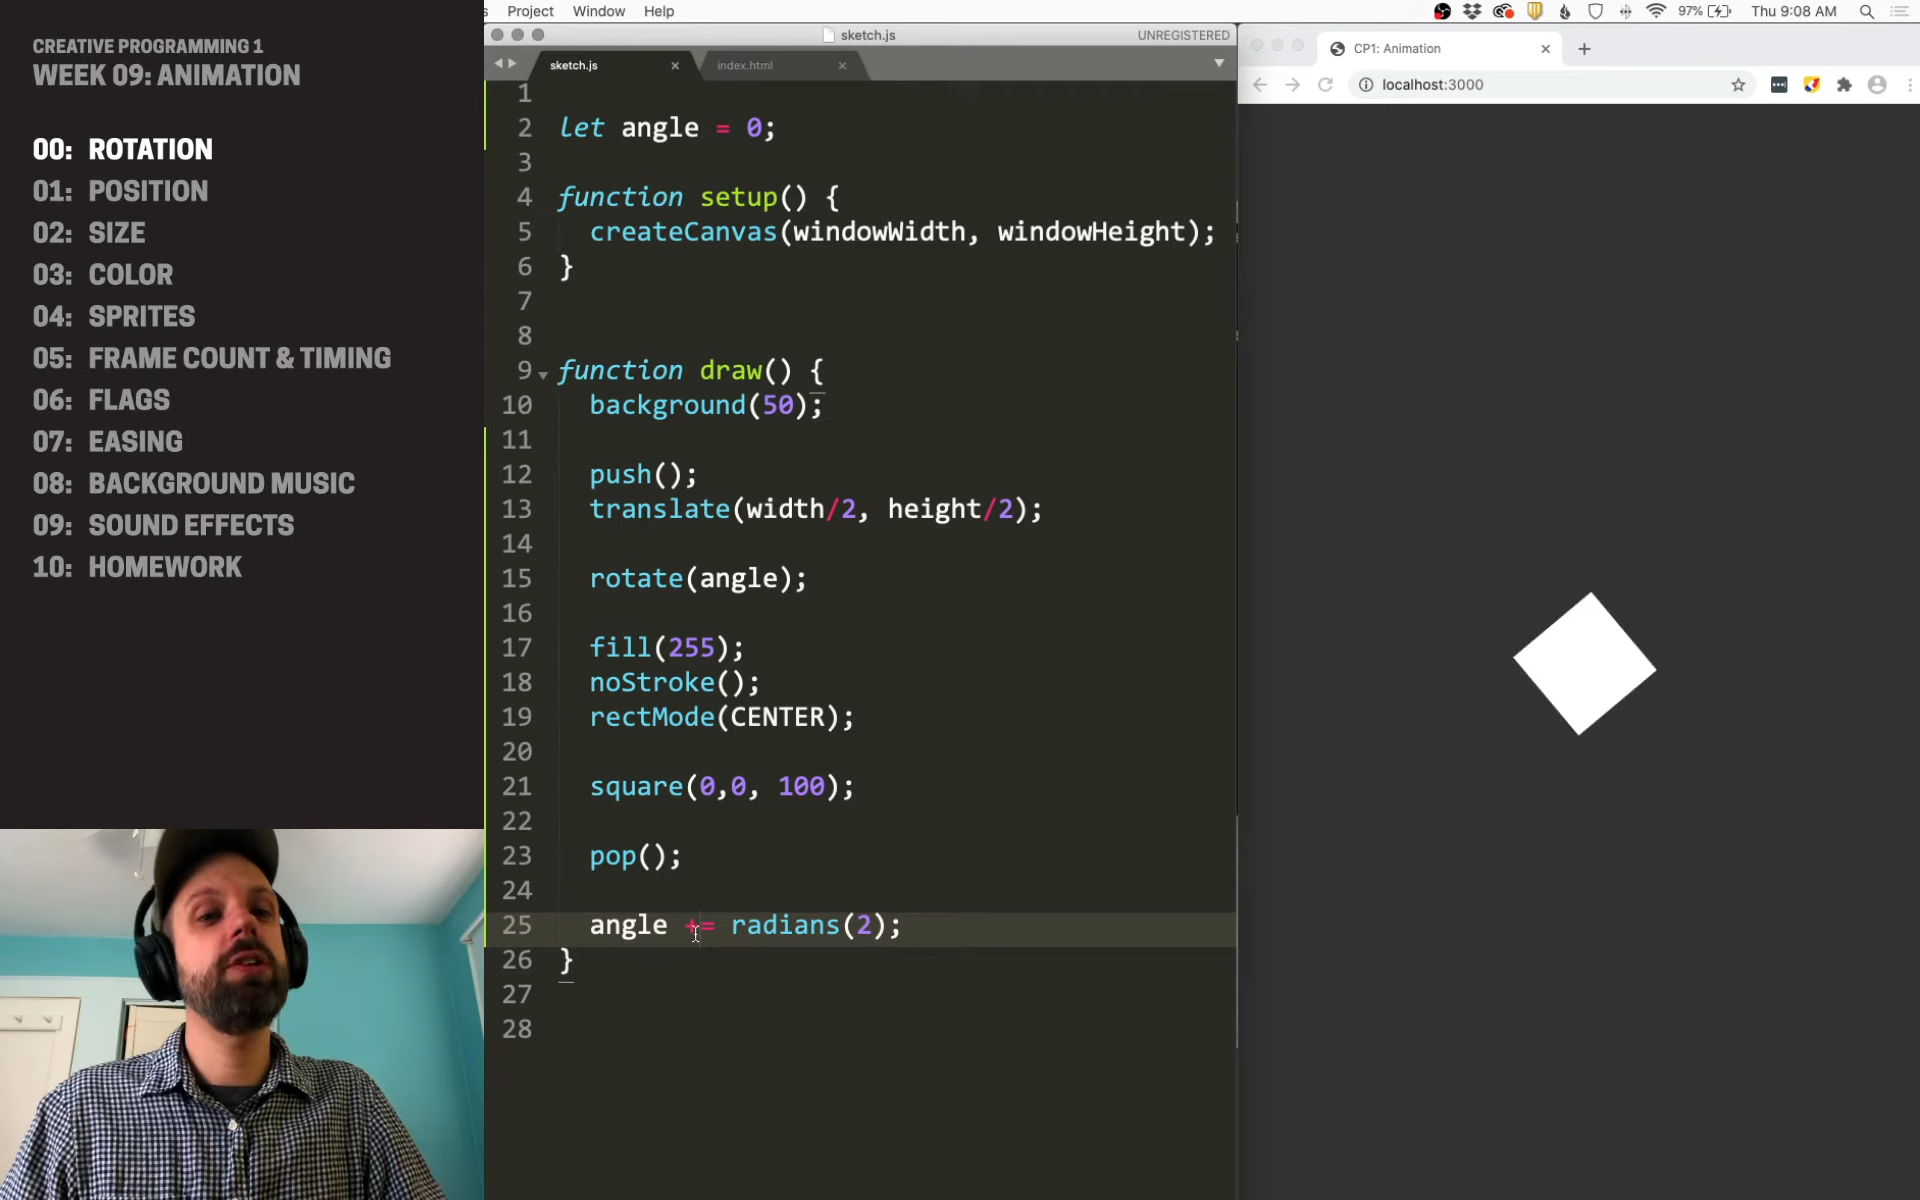 CREATIVE PROGRAMMING 1
WEEK 09: ANIMATION
00: ROTATION
01: POSITION
02: SIZE
03: COLOR
04: SPRITES
05: FRAME COUNT & TIMING
06: FLAGS
07: EASING
08: BACKGROUND MUSIC
09: SOUND EFFECTS
10: HOMEWORK
s Project Window Help
97% Thu 9:08 AM
sketch.js UNREGISTERED
sketch.js index.html
1
2 let angle = 0;
3
4 function setup() {
5 createCanvas(windowWidth, windowHeight);
6 }
7
8
9 function draw() {
10 background(50);
11
12 push();
13 translate(width/2, height/2);
14
15 rotate(angle);
16
17 fill(255);
18 noStroke();
19 rectMode(CENTER);
20
21 square(0,0, 100);
22
23 pop();
24
25 angle += radians(2);
26 }
27
28
CP1: Animation
localhost:3000